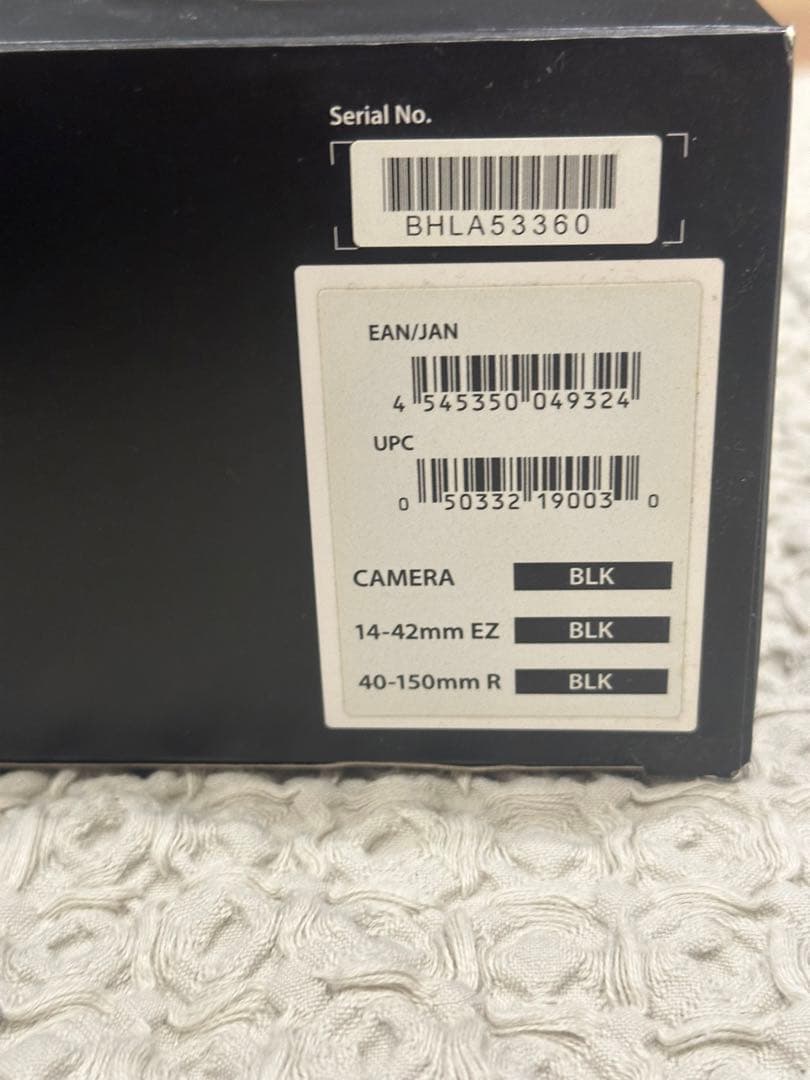 Serial No.
BHLA53360
EAN/JAN
4 545350 049324
UPC
0 50332 19003 0
CAMERA BLK
14-42mm EZ BLK
40-150mm R BLK